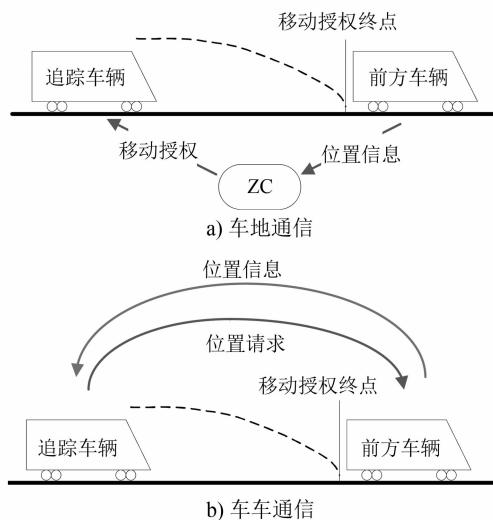 移动授权终点
追踪车辆
前方车辆
移动授权
位置信息
ZC
a) 车地通信
位置信息
位置请求
移动授权终点
追踪车辆
前方车辆
b) 车车通信